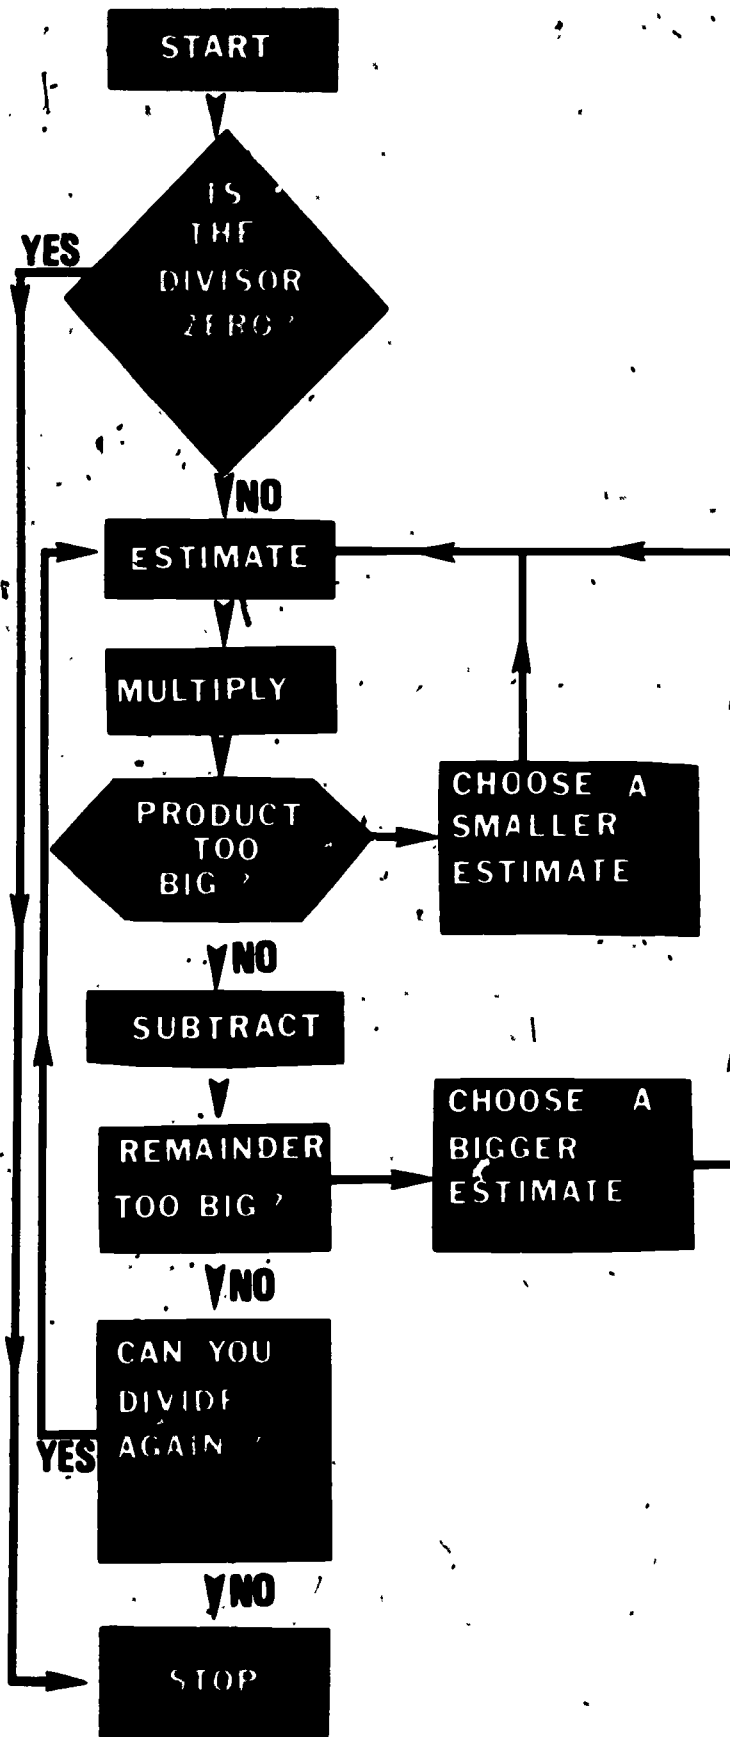 START
IS
THE
DIVISOR
ZERO?
YES
NO
ESTIMATE
MULTIPLY
PRODUCT
TOO
BIG?
CHOOSE A
SMALLER
ESTIMATE
NO
SUBTRACT
REMAINDER
TOO BIG?
CHOOSE A
BIGGER
ESTIMATE
NO
CAN YOU
DIVIDE
AGAIN?
YES
NO
STOP